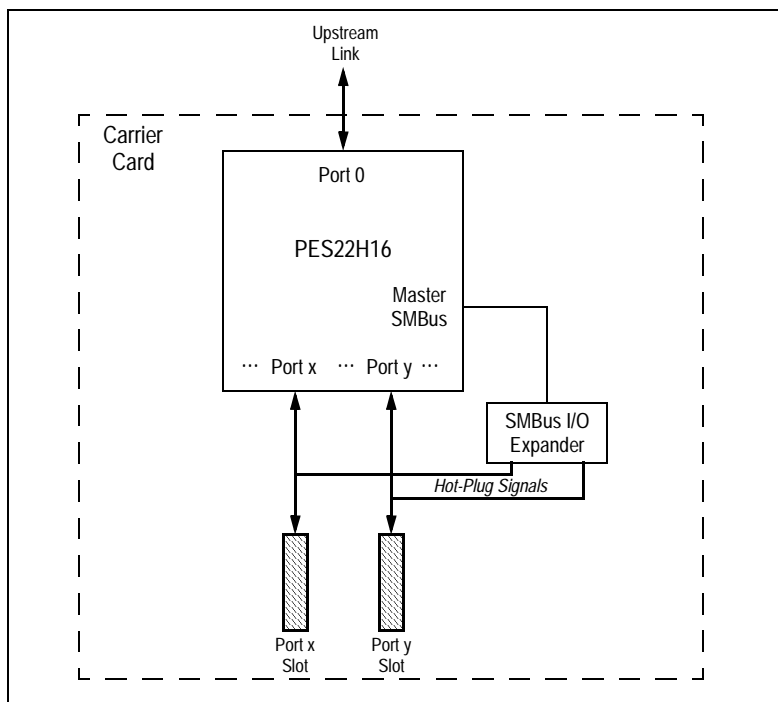 Upstream
Link
Carrier
Card
Port 0
PES22H16
Master
SMBus
... Port x ... Port y ...
SMBus I/O
Expander
Hot-Plug Signals
Port x
Slot
Port y
Slot